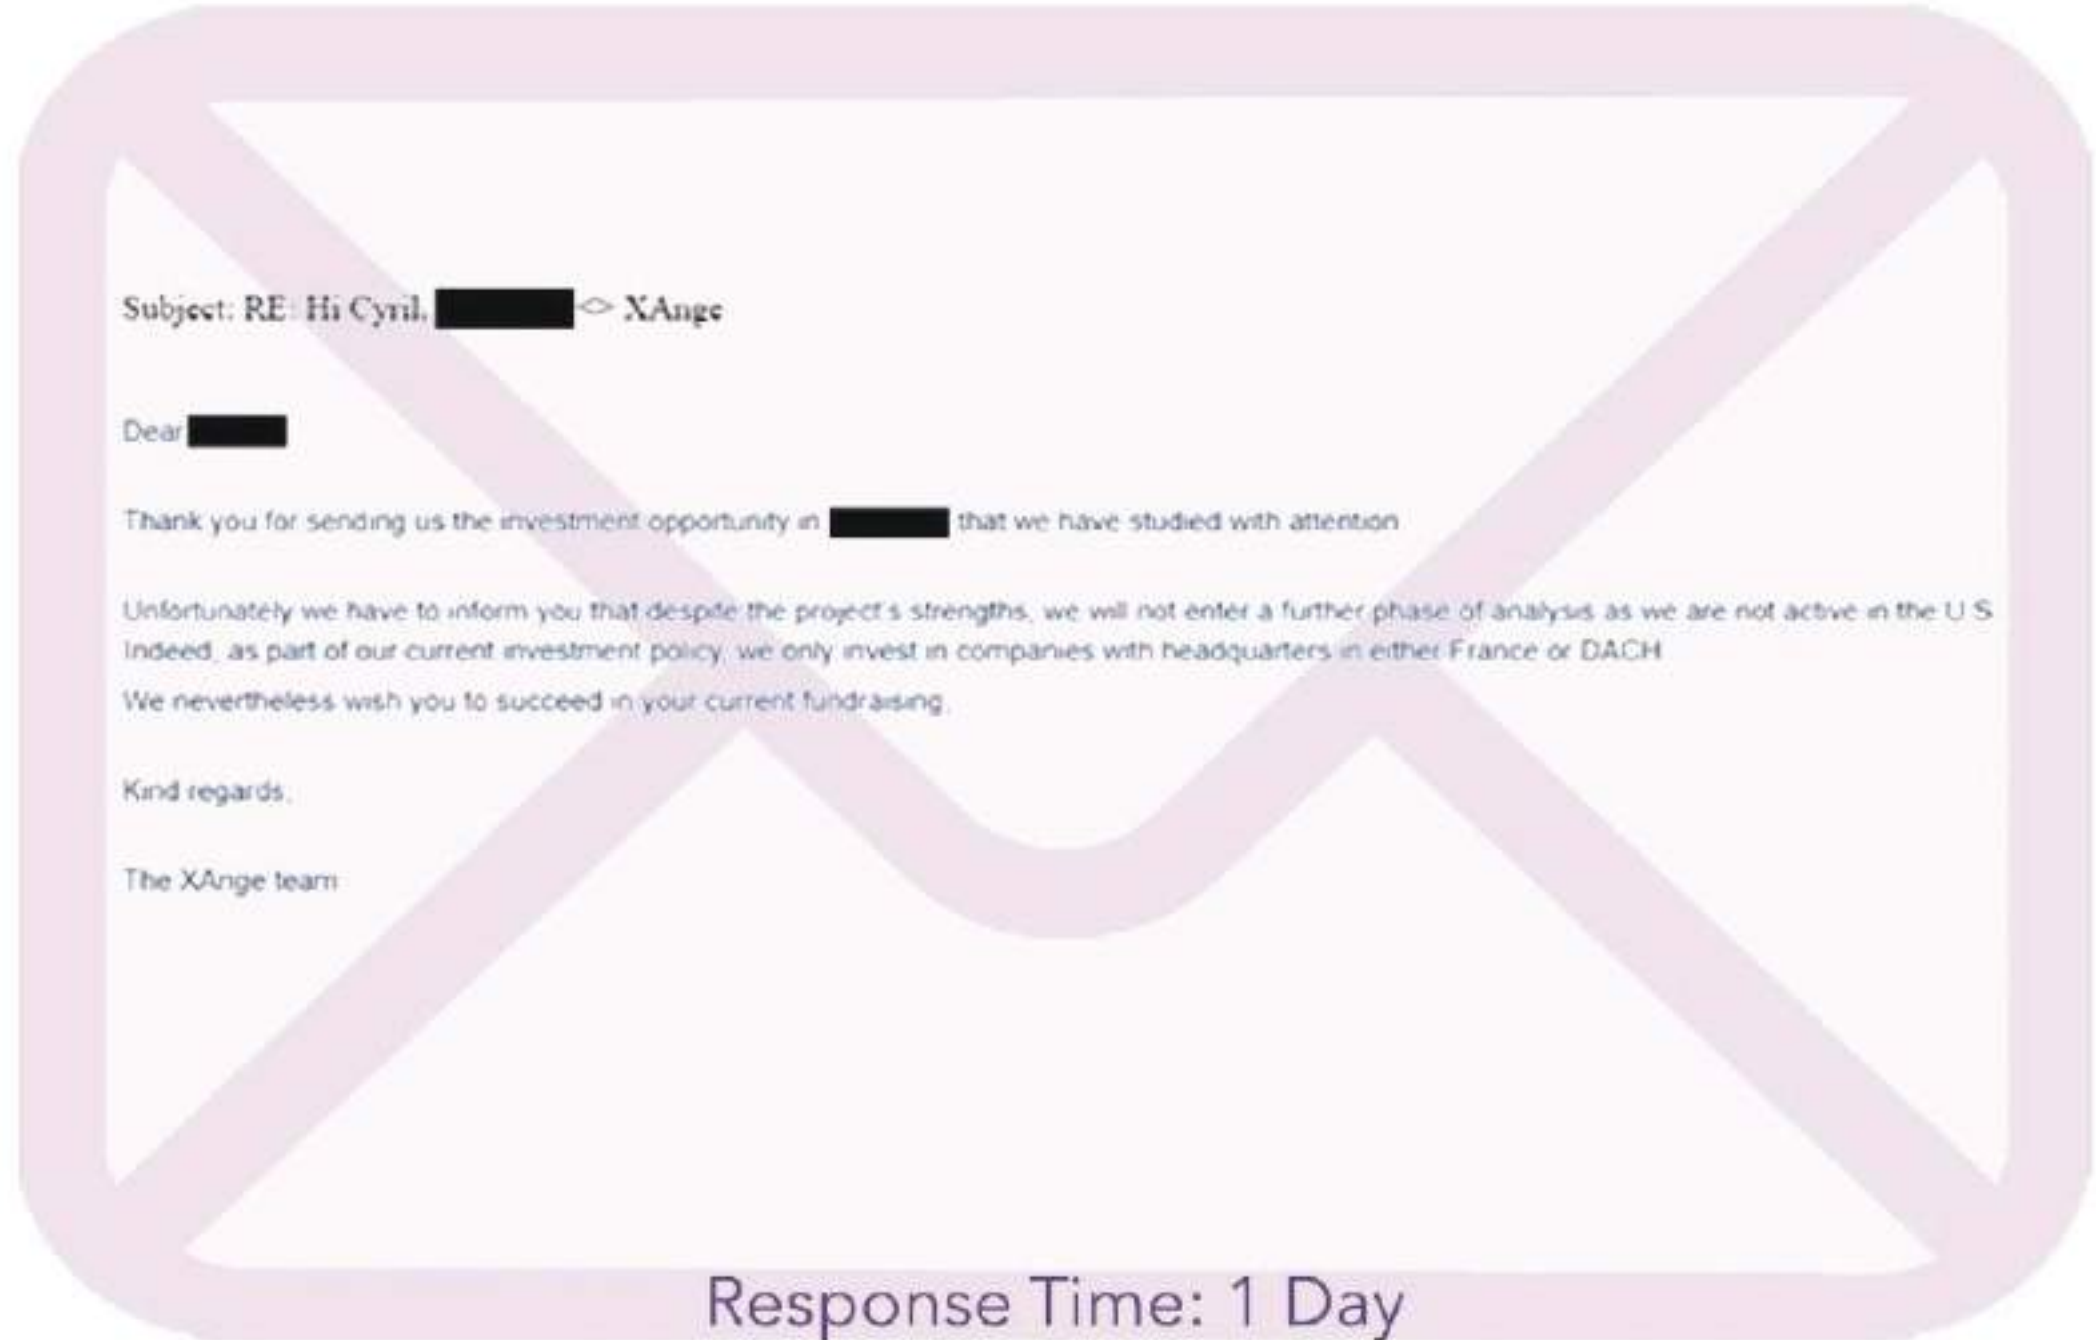 Subject: RE: Hi Cyril, <> XAnge
Dear
Thank you for sending us the investment opportunity in that we have studied with attention
Unfortunately we have to inform you that despite the project's strengths, we will not enter a further phase of analysis as we are not active in the U.S.
Indeed, as part of our current investment policy, we only invest in companies with headquarters in either France or DACH
We nevertheless wish you to succeed in your current fundraising.
Kind regards,
The XAnge team
Response Time: 1 Day